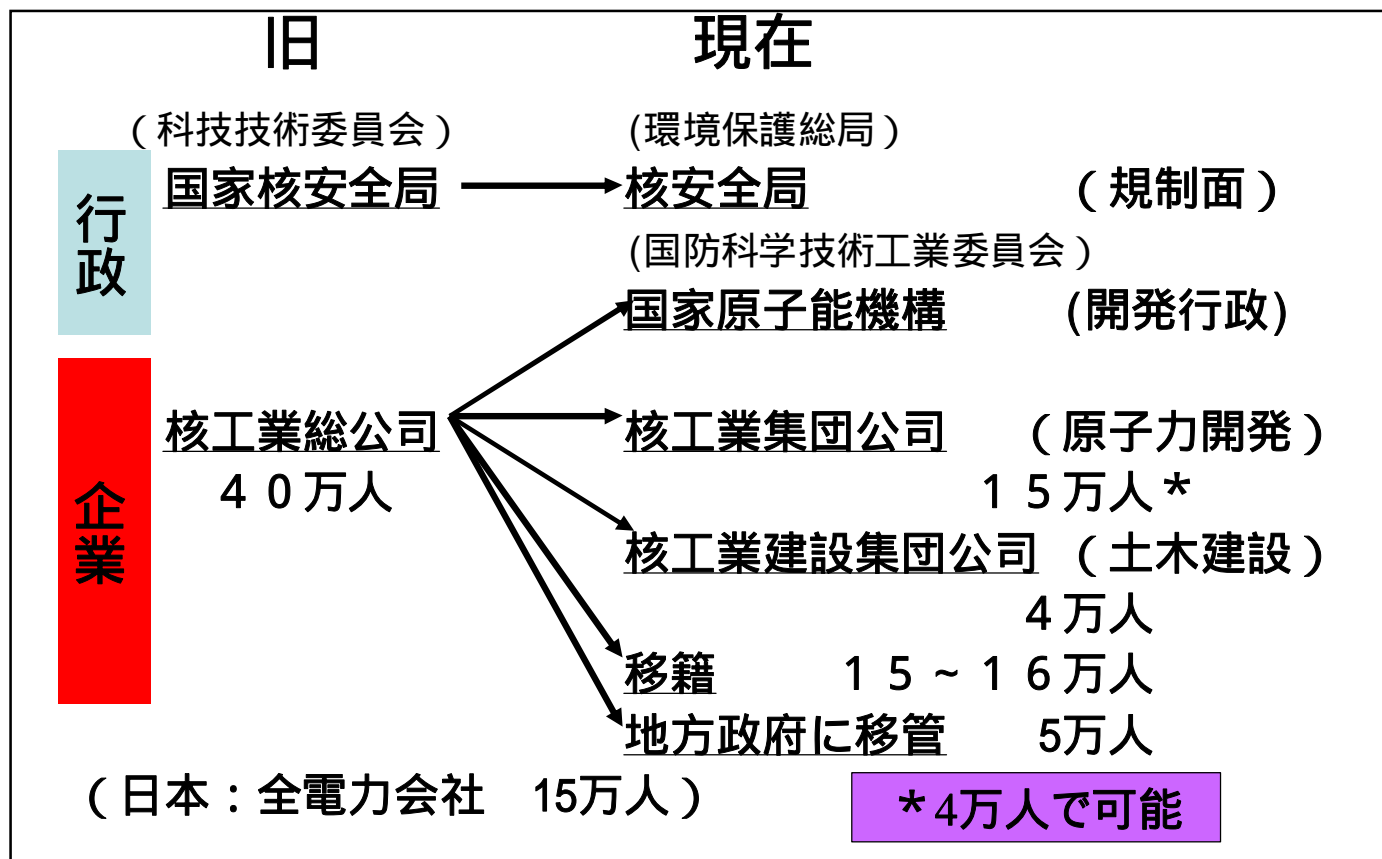 旧 現在
（科技技術委員会） (環境保護総局）
行政
国家核安全局 核安全局 （規制面）
(国防科学技術工業委員会）
国家原子能機構 (開発行政)
企業
核工業総公司 核工業集団公司 （原子力開発）
４０万人 １５万人*
核工業建設集団公司 （土木建設）
４万人
移籍 １５~１６万人
地方政府に移管 5万人
（日本：全電力会社 15万人）
*4万人で可能